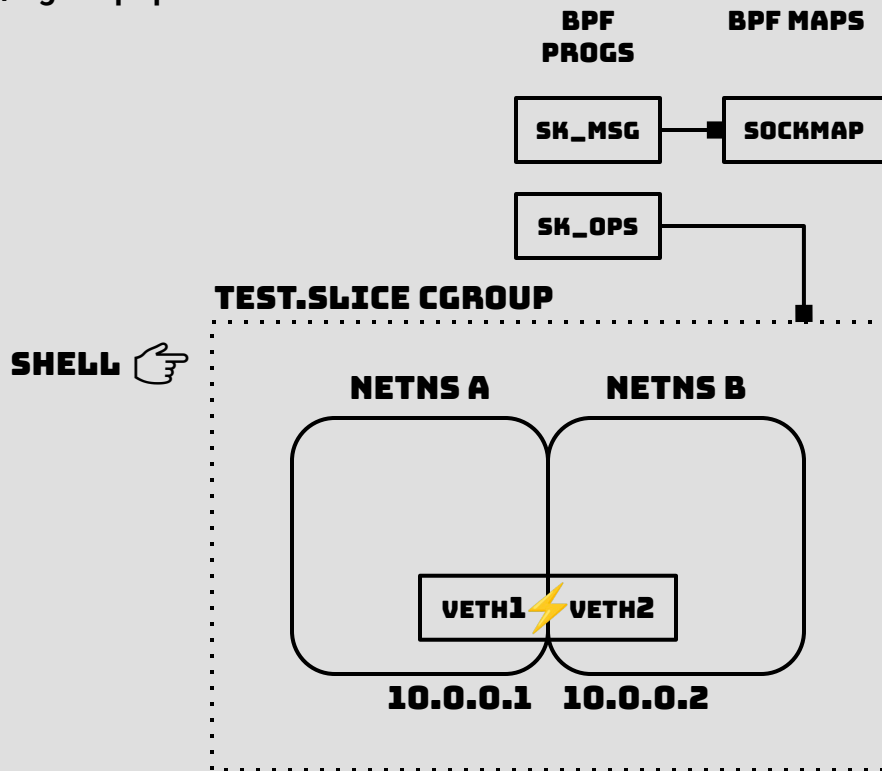 BPF
PROGS
BPF MAPS
SK_MSG
SOCKMAP
SK_OPS
TEST.SLICE CGROUP
SHELL
NETNS A
NETNS B
VETH1
VETH2
10.0.0.1
10.0.0.2